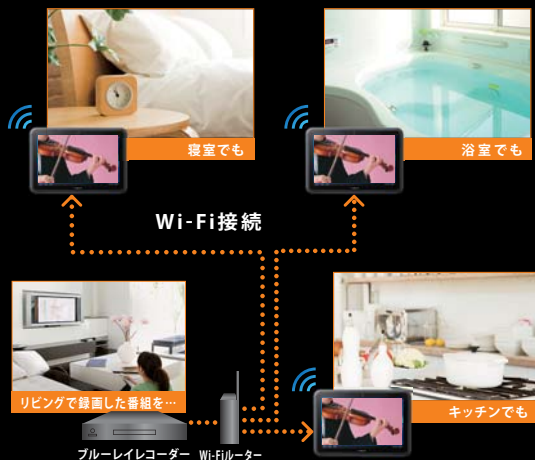 寝室でも
浴室でも
Wi-Fi接続
リビングで録画した番組を…
キッチンでも
ブルーレイレコーダー
Wi-Fiルーター